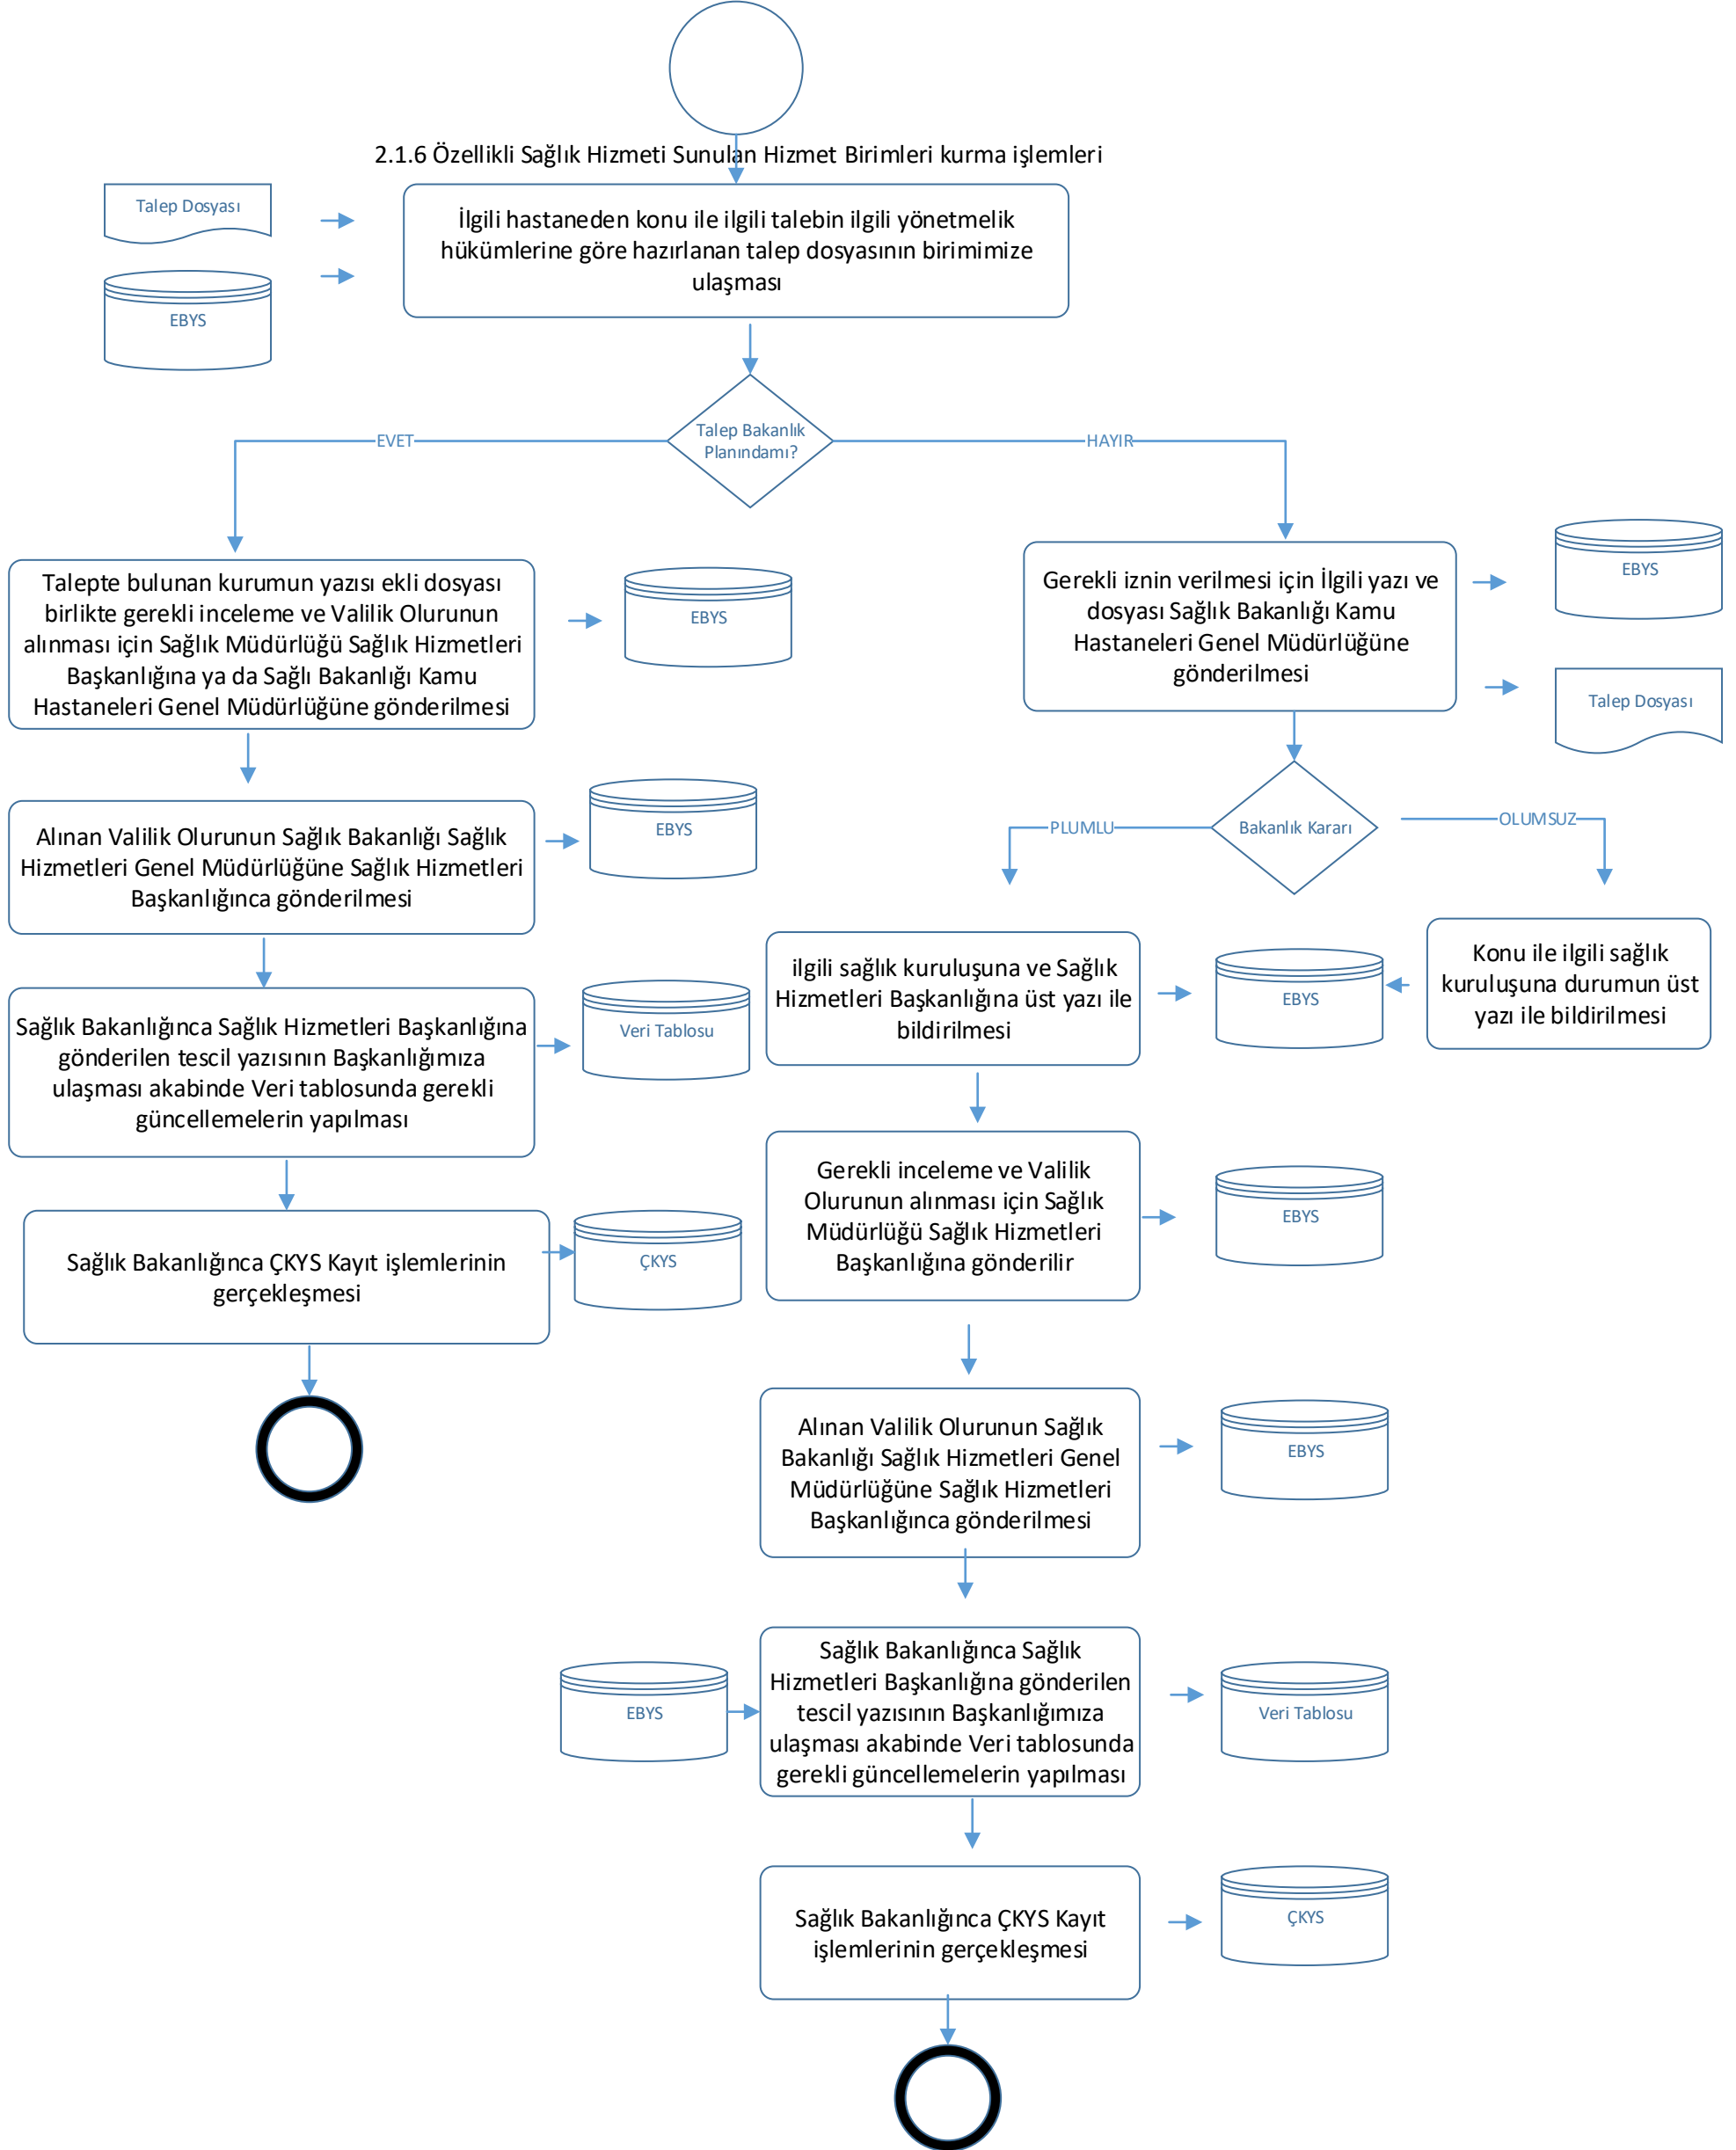 2.1.6 Özellikli Sağlık Hizmeti Sunulan Hizmet Birimleri kurma işlemleri
Talep Dosyası
EBYS
İlgili hastaneden konu ile ilgili talebin ilgili yönetmelik
hükümlerine göre hazırlanan talep dosyasının birimimize
ulaşması
Talep Bakanlık
Planındamı?
EVET
HAYIR
Talepte bulunan kurumun yazısı ekli dosyası
birlikte gerekli inceleme ve Valilik Olurunun
alınması için Sağlık Müdürlüğü Sağlık Hizmetleri
Başkanlığına ya da Sağlı Bakanlığı Kamu
Hastaneleri Genel Müdürlüğüne gönderilmesi
EBYS
Gerekli iznin verilmesi için İlgili yazı ve
dosyası Sağlık Bakanlığı Kamu
Hastaneleri Genel Müdürlüğüne
gönderilmesi
EBYS
Talep Dosyası
Alınan Valilik Olurunun Sağlık Bakanlığı Sağlık
Hizmetleri Genel Müdürlüğüne Sağlık Hizmetleri
Başkanlığınca gönderilmesi
EBYS
PLUMLU
Bakanlık Kararı
OLUMSUZ
Sağlık Bakanlığınca Sağlık Hizmetleri Başkanlığına
gönderilen tescil yazısının Başkanlığımıza
ulaşması akabinde Veri tablosunda gerekli
güncellemelerin yapılması
Veri Tablosu
ilgili sağlık kuruluşuna ve Sağlık
Hizmetleri Başkanlığına üst yazı ile
bildirilmesi
EBYS
Konu ile ilgili sağlık
kuruluşuna durumun üst
yazı ile bildirilmesi
Sağlık Bakanlığınca ÇKYS Kayıt işlemlerinin
gerçekleşmesi
ÇKYS
Gerekli inceleme ve Valilik
Olurunun alınması için Sağlık
Müdürlüğü Sağlık Hizmetleri
Başkanlığına gönderilir
EBYS
Alınan Valilik Olurunun Sağlık
Bakanlığı Sağlık Hizmetleri Genel
Müdürlüğüne Sağlık Hizmetleri
Başkanlığınca gönderilmesi
EBYS
EBYS
Sağlık Bakanlığınca Sağlık
Hizmetleri Başkanlığına gönderilen
tescil yazısının Başkanlığımıza
ulaşması akabinde Veri tablosunda
gerekli güncellemelerin yapılması
Veri Tablosu
Sağlık Bakanlığınca ÇKYS Kayıt
işlemlerinin gerçekleşmesi
ÇKYS